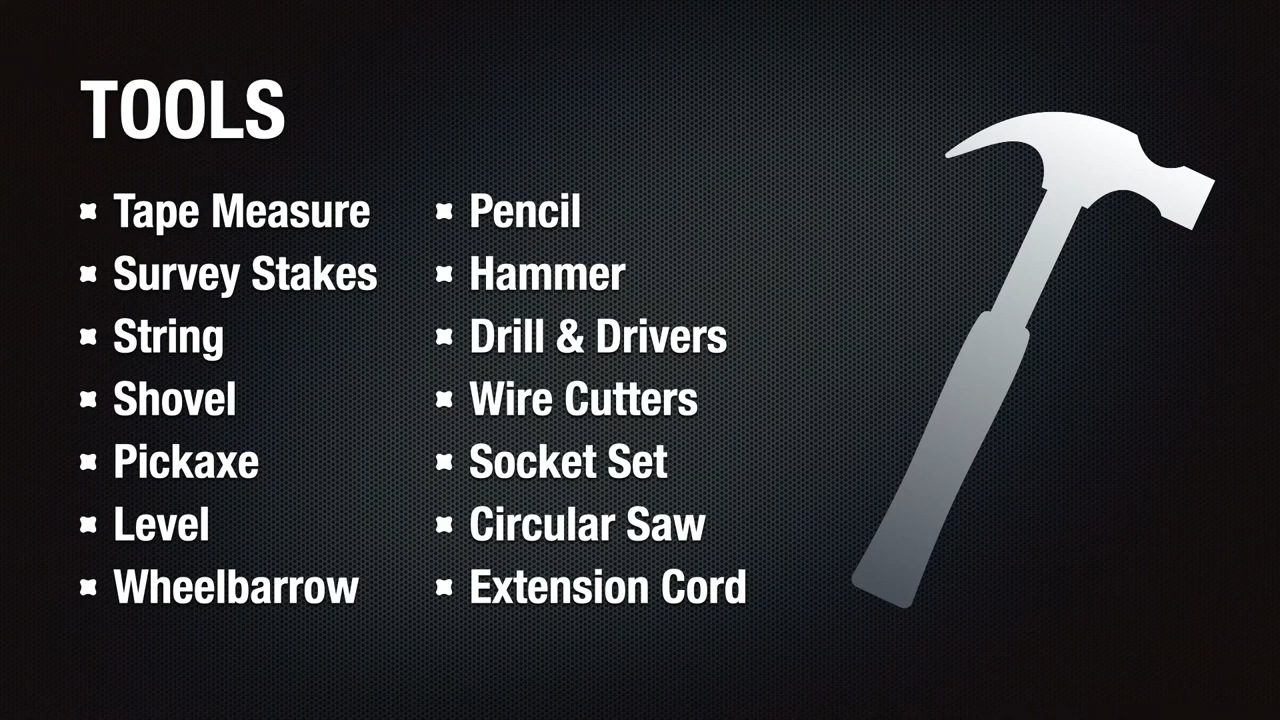 TOOLS
Tape Measure
Survey Stakes
String
Shovel
Pickaxe
Level
Wheelbarrow
Pencil
Hammer
Drill & Drivers
Wire Cutters
Socket Set
Circular Saw
Extension Cord